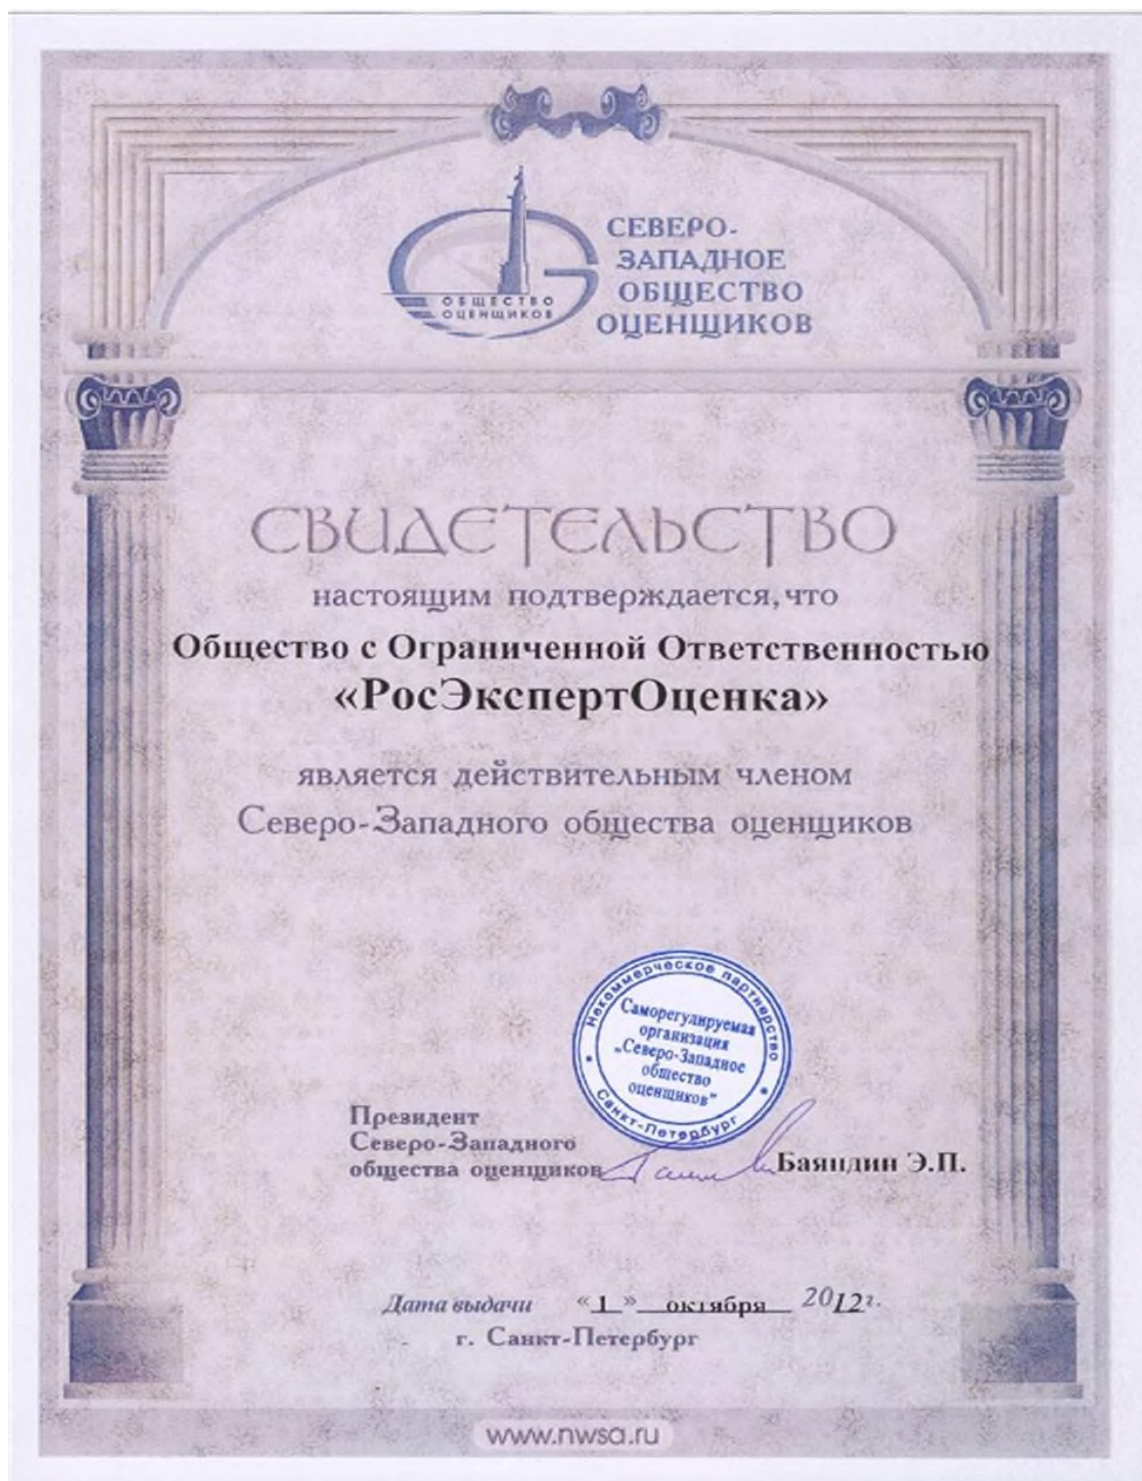 ОБЩЕСТВО
ОЦЕНЩИКОВ
СЕВЕРО-
ЗАПАДНОЕ
ОБЩЕСТВО
ОЦЕНЩИКОВ
СВИДЕТЕЛЬСТВО
настоящим подтверждается, что
Общество с Ограниченной Ответственностью
«РосЭкспертОценка»
является действительным членом
Северо-Западного общества оценщиков
Некоммерческое партнерство
Саморегулируемая
организация
„Северо-Западное
общество
оценщиков"
Санкт-Петербург
Президент
Северо-Западного
общества оценщиков
Баяндин Э.П.
Дата выдачи «1» октября 2012г.
г. Санкт-Петербург
www.nwsa.ru